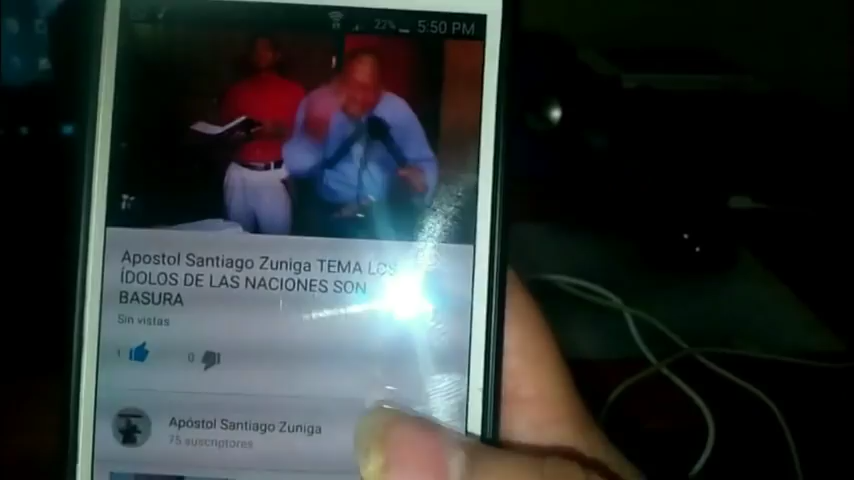 22% 5:50 PM
Apostol Santiago Zuniga TEMA LOS
ÍDOLOS DE LAS NACIONES SON
BASURA
Sin vistas
1 0
Apóstol Santiago Zuniga
75 suscriptores